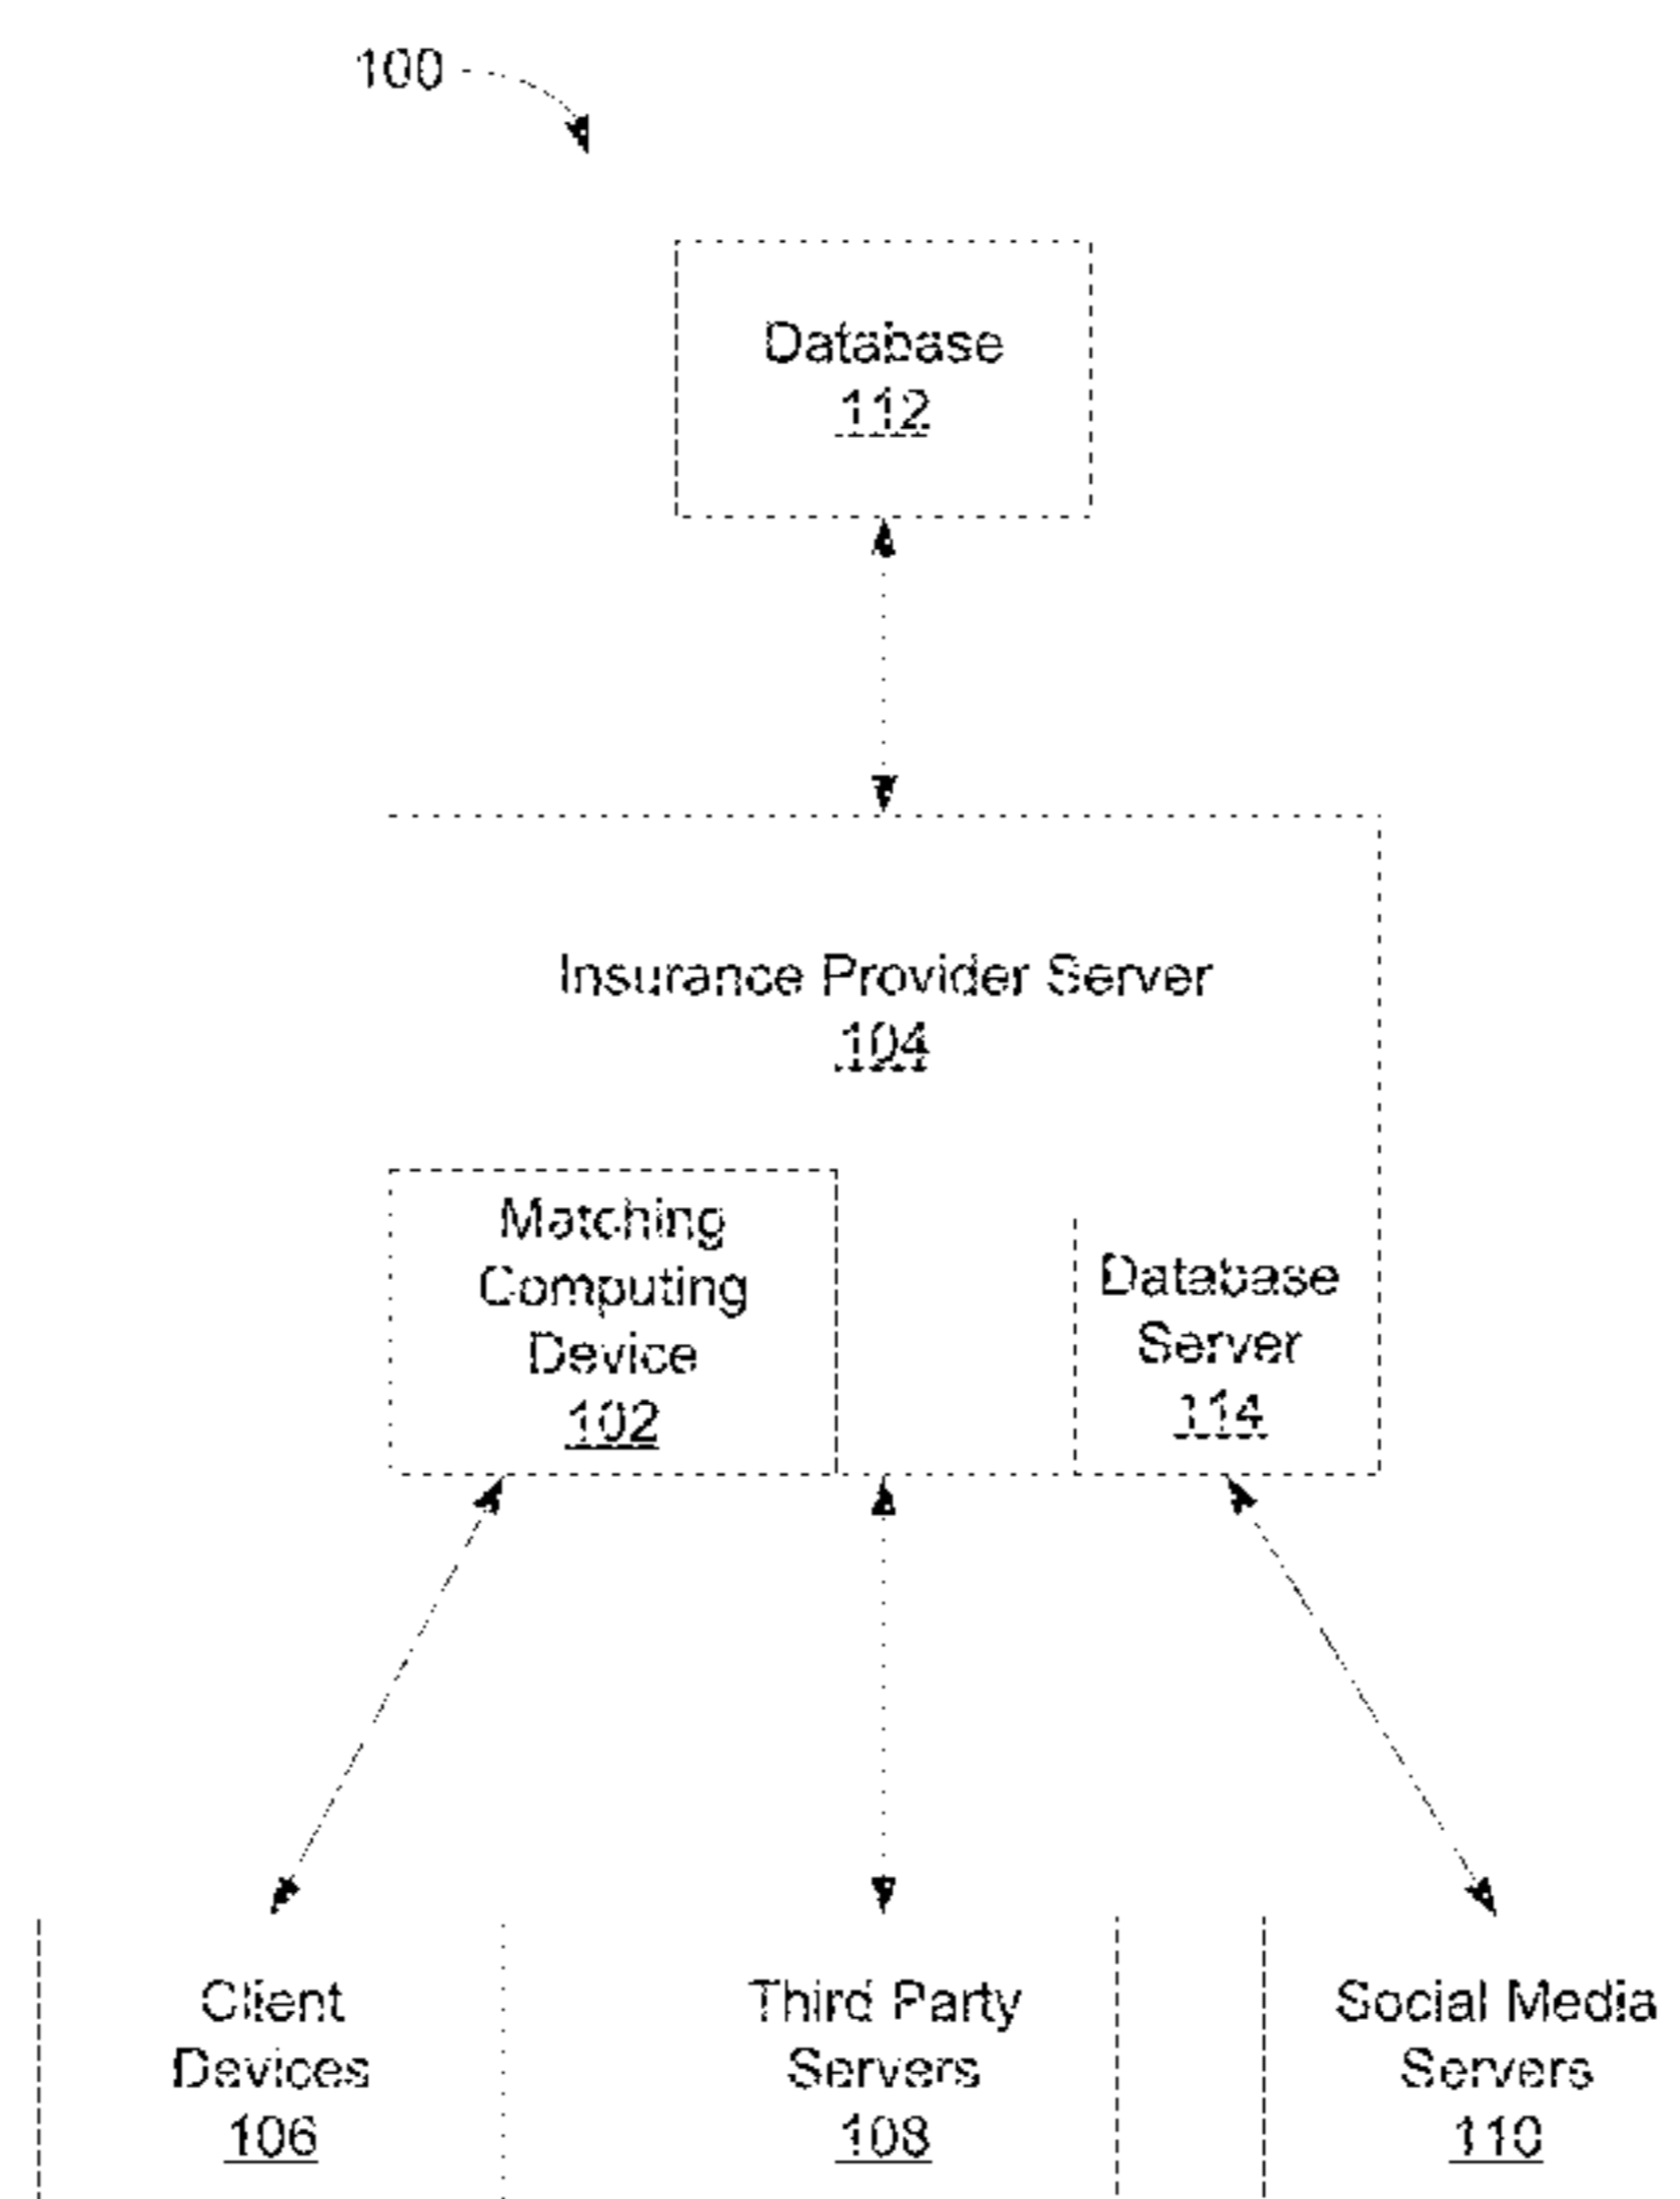 100
Database
112
Insurance Provider Server
104
Matching
Computing
Device
102
Database
Server
114
Client
Devices
106
Third Party
Servers
108
Social Media
Servers
110